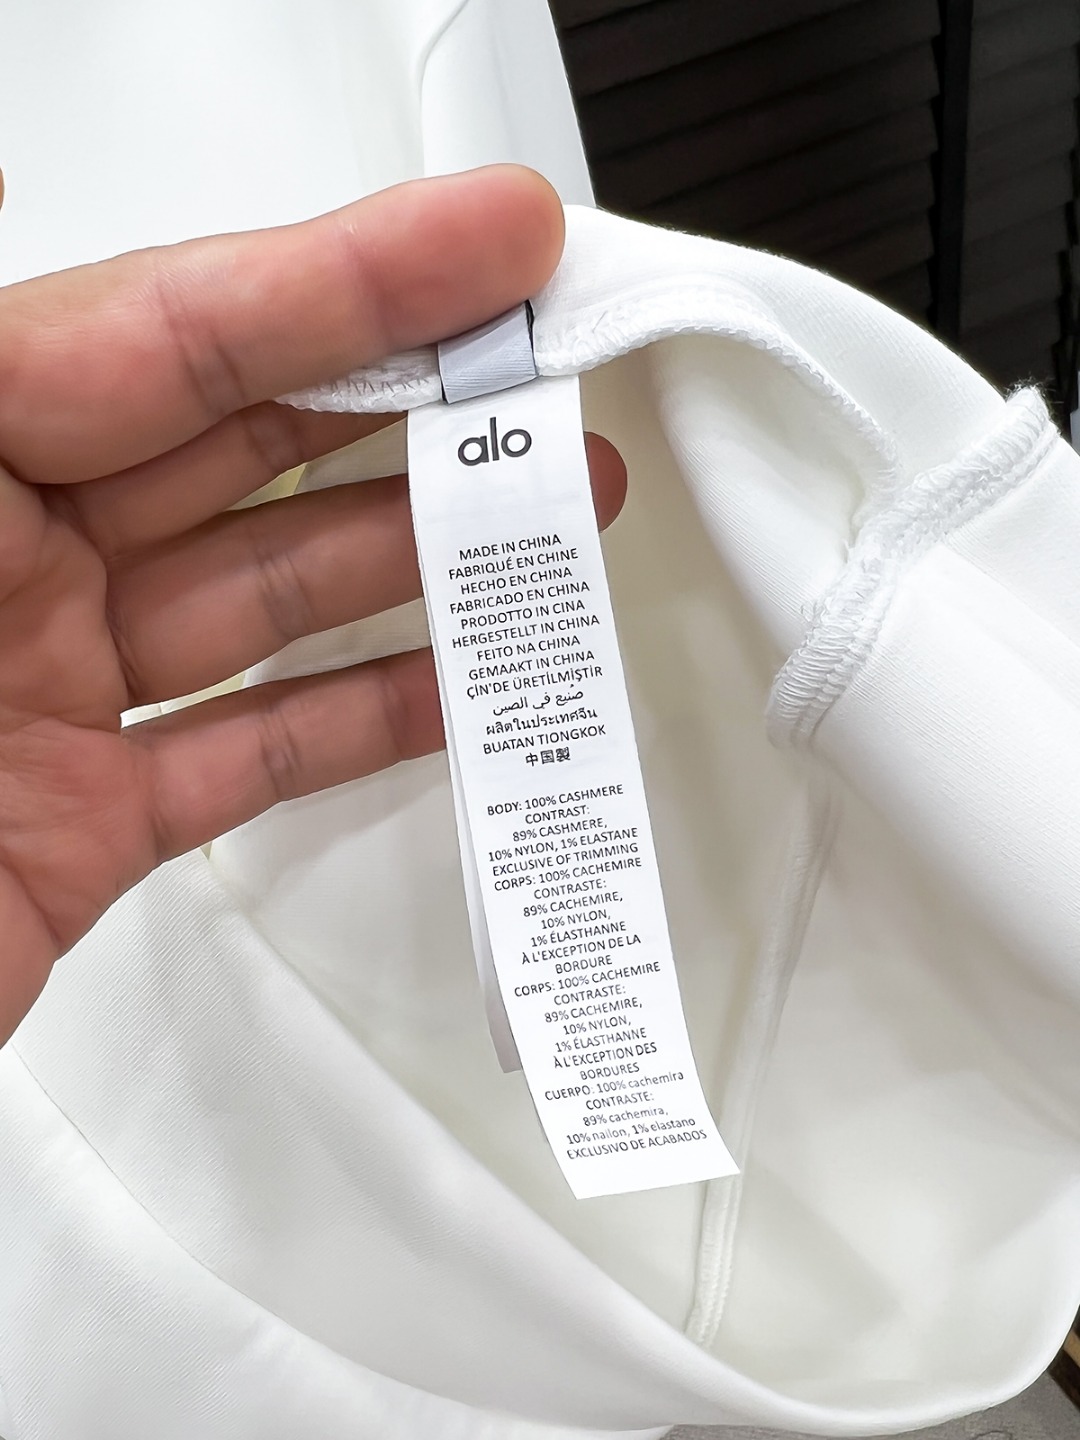 alo
MADE IN CHINA
FABRIQUÉ EN CHINE
HECHO EN CHINA
FABRICADO EN CHINA
PRODOTTO IN CINA
HERGESTELLT IN CHINA
FEITO NA CHINA
GEMAAKT IN CHINA
ÇİN'DE ÜRETİLMİŞTİR
صُنِع في الصين
ผลิตในประเทศจีน
BUATAN TIONGKOK
中国製
BODY: 100% CASHMERE
CONTRAST:
89% CASHMERE,
10% NYLON, 1% ELASTANE
EXCLUSIVE OF TRIMMING
CORPS: 100% CACHEMIRE
CONTRASTE:
89% CACHEMIRE,
10% NYLON,
1% ÉLASTHANNE
À L'EXCEPTION DE LA
BORDURE
CORPS: 100% CACHEMIRE
CONTRASTE:
89% CACHEMIRE,
10% NYLON,
1% ÉLASTHANNE
À L'EXCEPTION DES
BORDURES
CUERPO: 100% cachemira
CONTRASTE:
89% cachemira,
10% nailon, 1% elastano
EXCLUSIVO DE ACABADOS